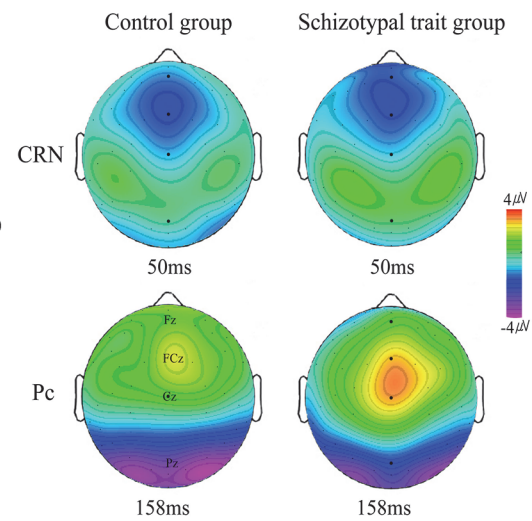 Control group
Schizotypal trait group
CRN
50ms
50ms
4μV
-4μV
Fz
FCz
Cz
Pz
Pc
158ms
158ms